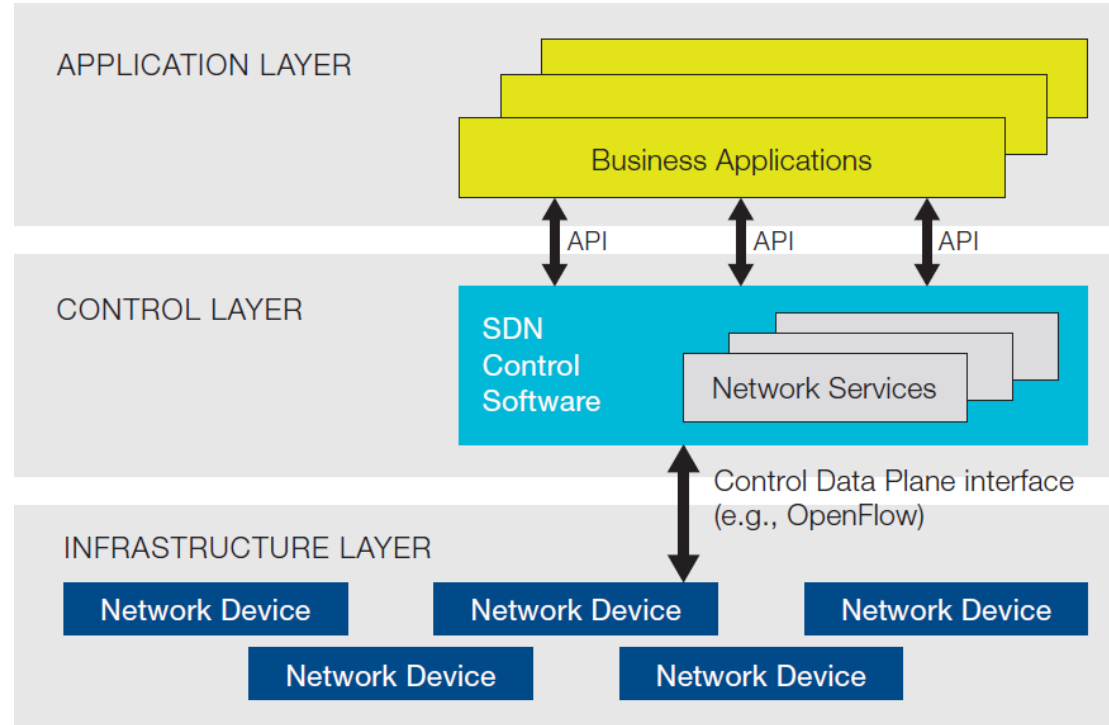 APPLICATION LAYER
Business Applications
API
API
API
CONTROL LAYER
SDN
Control
Software
Network Services
Control Data Plane interface
(e.g., OpenFlow)
INFRASTRUCTURE LAYER
Network Device
Network Device
Network Device
Network Device
Network Device